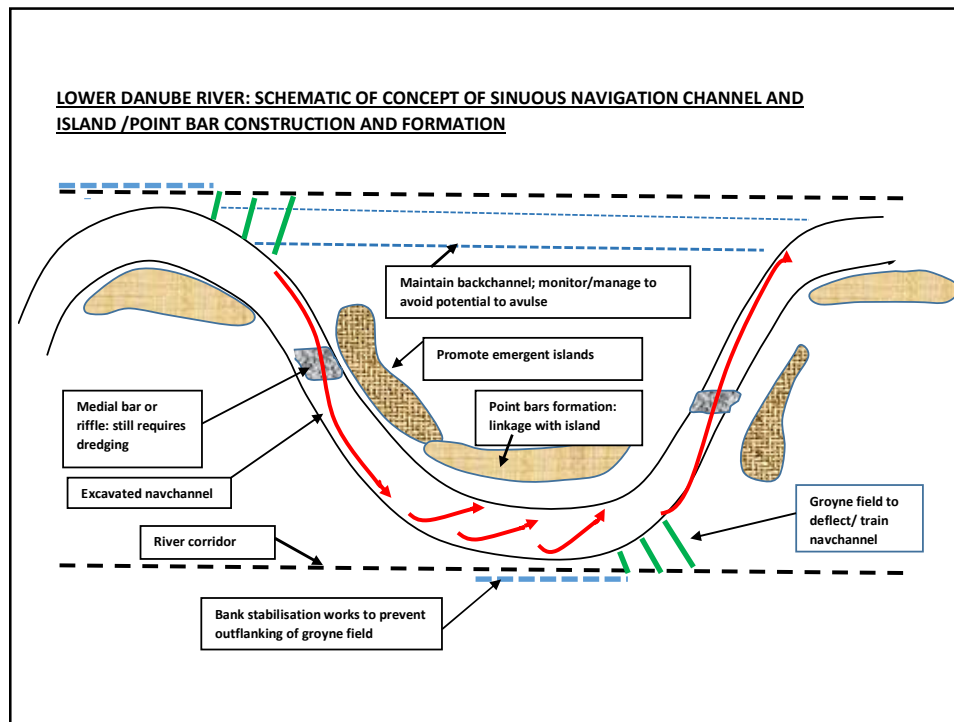 LOWER DANUBE RIVER: SCHEMATIC OF CONCEPT OF SINUOUS NAVIGATION CHANNEL AND
ISLAND /POINT BAR CONSTRUCTION AND FORMATION
Maintain backchannel; monitor/manage to
avoid potential to avulse
Promote emergent islands
Medial bar or
riffle: still requires
dredging
Point bars formation:
linkage with island
Excavated navchannel
Groyne field to
deflect/ train
navchannel
River corridor
Bank stabilisation works to prevent
outflanking of groyne field